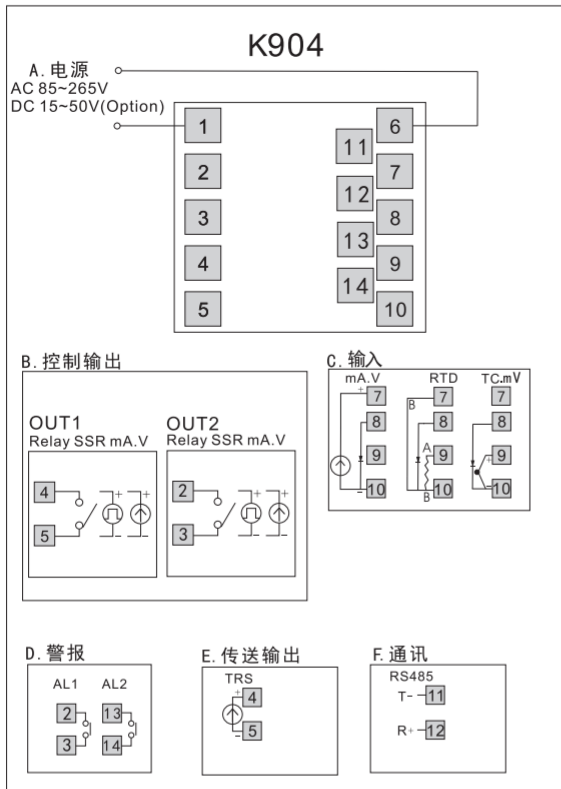 K904
A.电源
AC 85~265V
DC 15~50V(Option)
1
6
11
2
7
12
3
8
13
4
9
14
5
10
B.控制输出
OUT1
Relay SSR mA.V
4
5
+
-
+
-
OUT2
Relay SSR mA.V
2
3
+
-
+
-
C.输入
mA.V
+
7
8
9
-
10
RTD
B
7
8
A
9
B
10
TC.mV
7
8
+
9
-
10
D.警报
AL1
AL2
2
13
3
14
E.传送输出
TRS
+
4
-
5
F.通讯
RS485
T-
11
R+
12